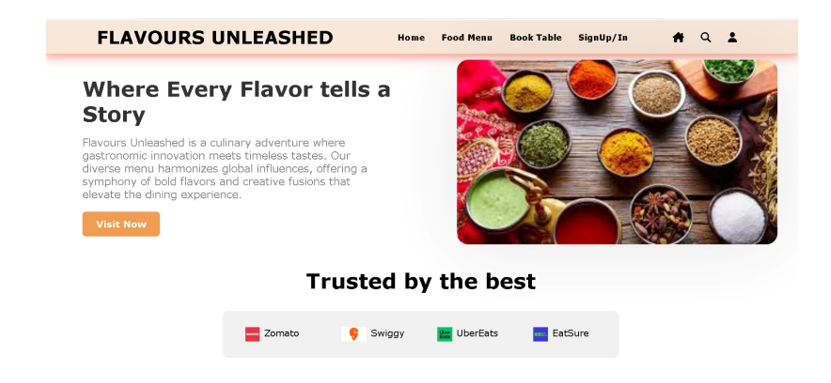 FLAVOURS UNLEASHED
Home Food Menu Book Table SignUp/In
Where Every Flavor tells a
Story
Flavours Unleashed is a culinary adventure where
gastronomic innovation meets timeless tastes. Our
diverse menu harmonizes global influences, offering a
symphony of bold flavors and creative fusions that
elevate the dining experience.
Visit Now
Trusted by the best
Zomato Swiggy UberEats EatSure